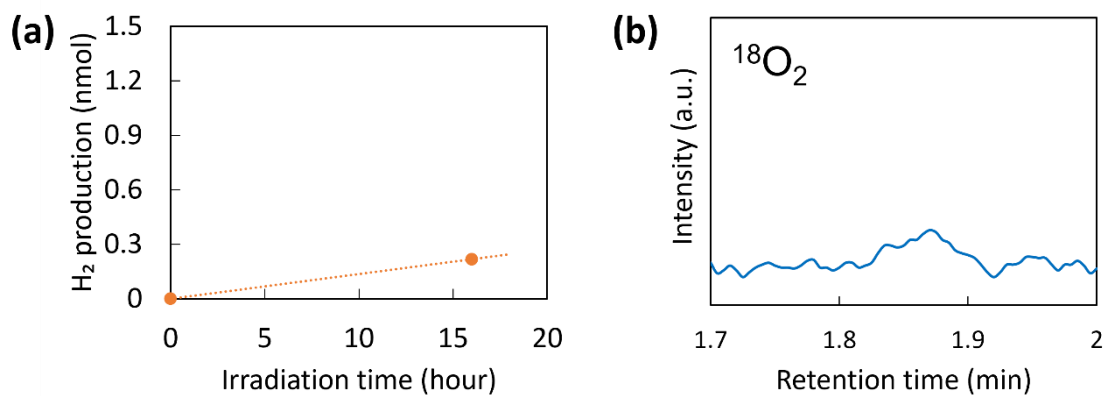 (a)
H₂ production (nmol)
1.5
1.2
0.9
0.6
0.3
0
0 5 10 15 20
Irradiation time (hour)
(b)
Intensity (a.u.)
¹⁸O₂
1.7 1.8 1.9 2
Retention time (min)